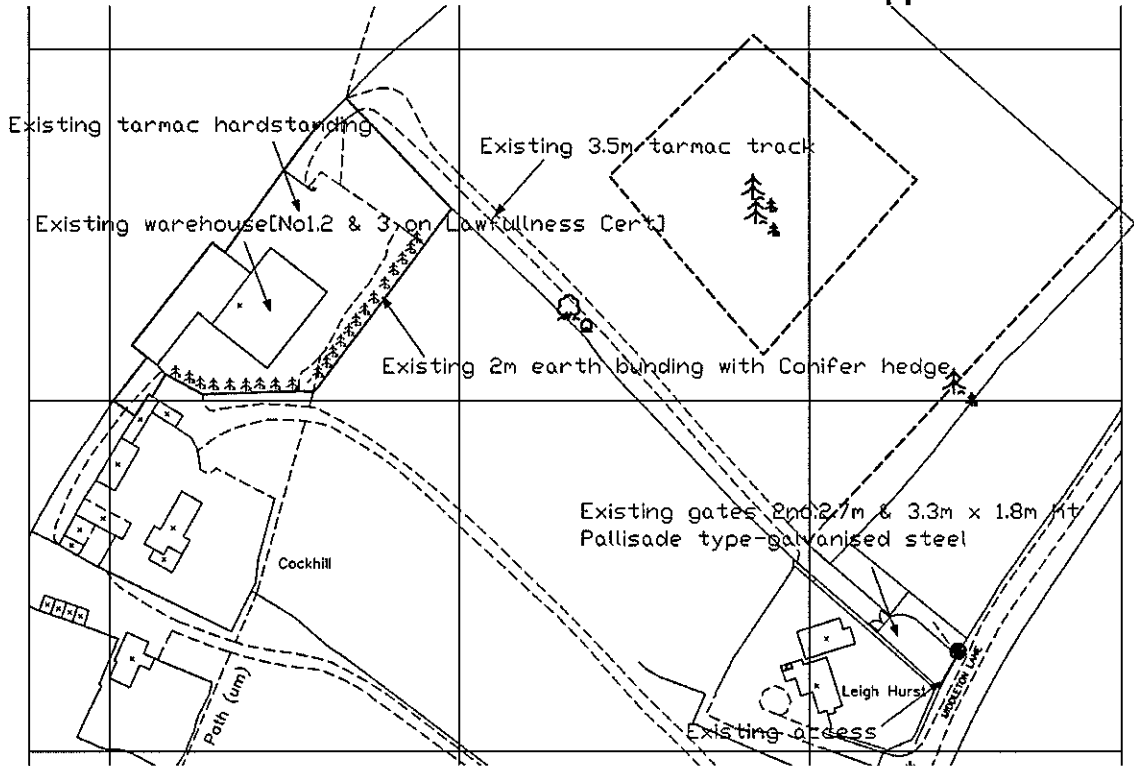 Existing tarmac hardstanding
Existing 3.5m tarmac track
Existing warehouse[No1,2 & 3, on Lawfullness Cert]
Existing 2m earth bunding with Conifer hedge
Existing gates 2no.2.7m & 3.3m x 1.8m Ht
Pallisade type-galvanised steel
Cockhill
Path (um)
Leigh Hurst
MIDDLETON LANE
Existing access